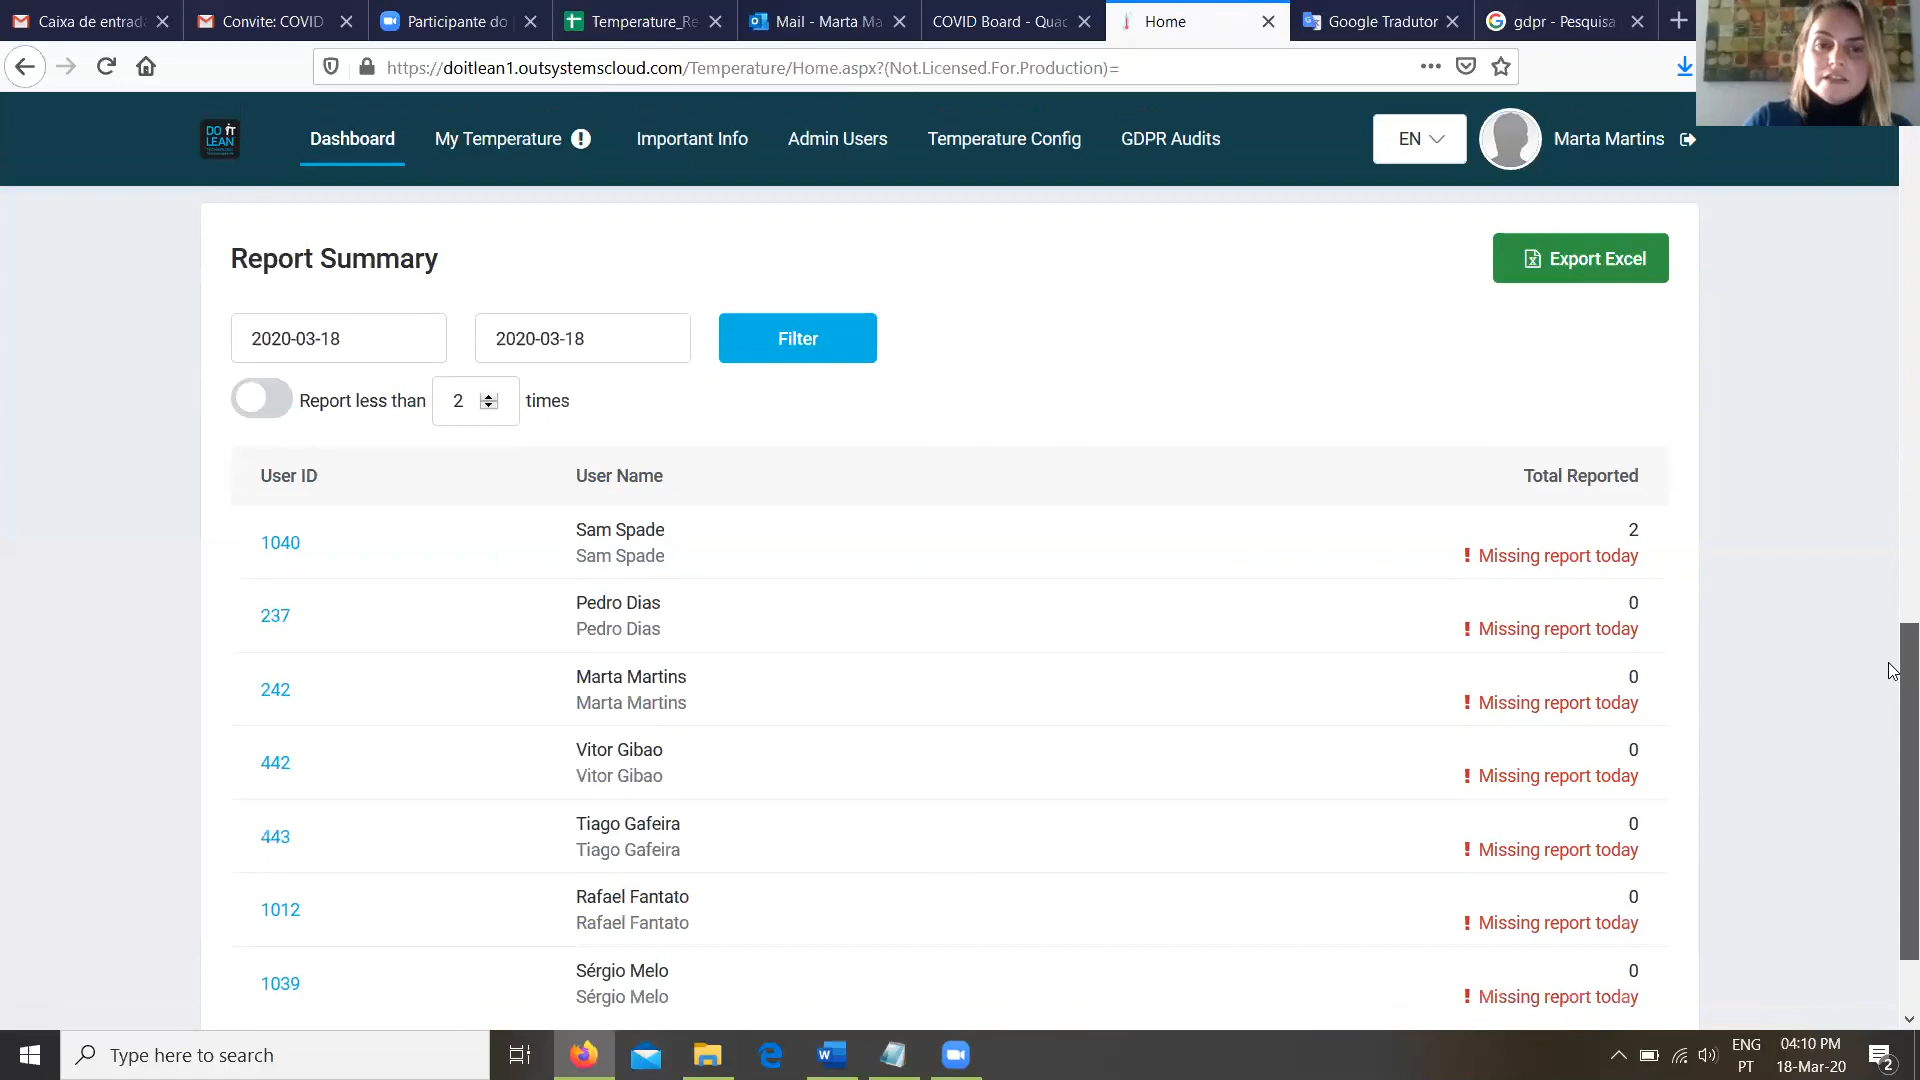 Caixa de entrad
Convite: COVID
Participante do
Temperature_Re
Mail - Marta Ma
COVID Board - Quad
Home
Google Tradutor
gdpr - Pesquisa
https://doitlean1.outsystemscloud.com/Temperature/Home.aspx?(Not.Licensed.For.Production)=
DO IT
LEAN
Dashboard
My Temperature
Important Info
Admin Users
Temperature Config
GDPR Audits
EN
Marta Martins
Report Summary
Export Excel
2020-03-18
2020-03-18
Filter
Report less than 2 times
User ID User Name Total Reported
1040 Sam Spade 2
Sam Spade ! Missing report today
237 Pedro Dias 0
Pedro Dias ! Missing report today
242 Marta Martins 0
Marta Martins ! Missing report today
442 Vitor Gibao 0
Vitor Gibao ! Missing report today
443 Tiago Gafeira 0
Tiago Gafeira ! Missing report today
1012 Rafael Fantato 0
Rafael Fantato ! Missing report today
1039 Sérgio Melo 0
Sérgio Melo ! Missing report today
Type here to search
ENG
PT
04:10 PM
18-Mar-20
2